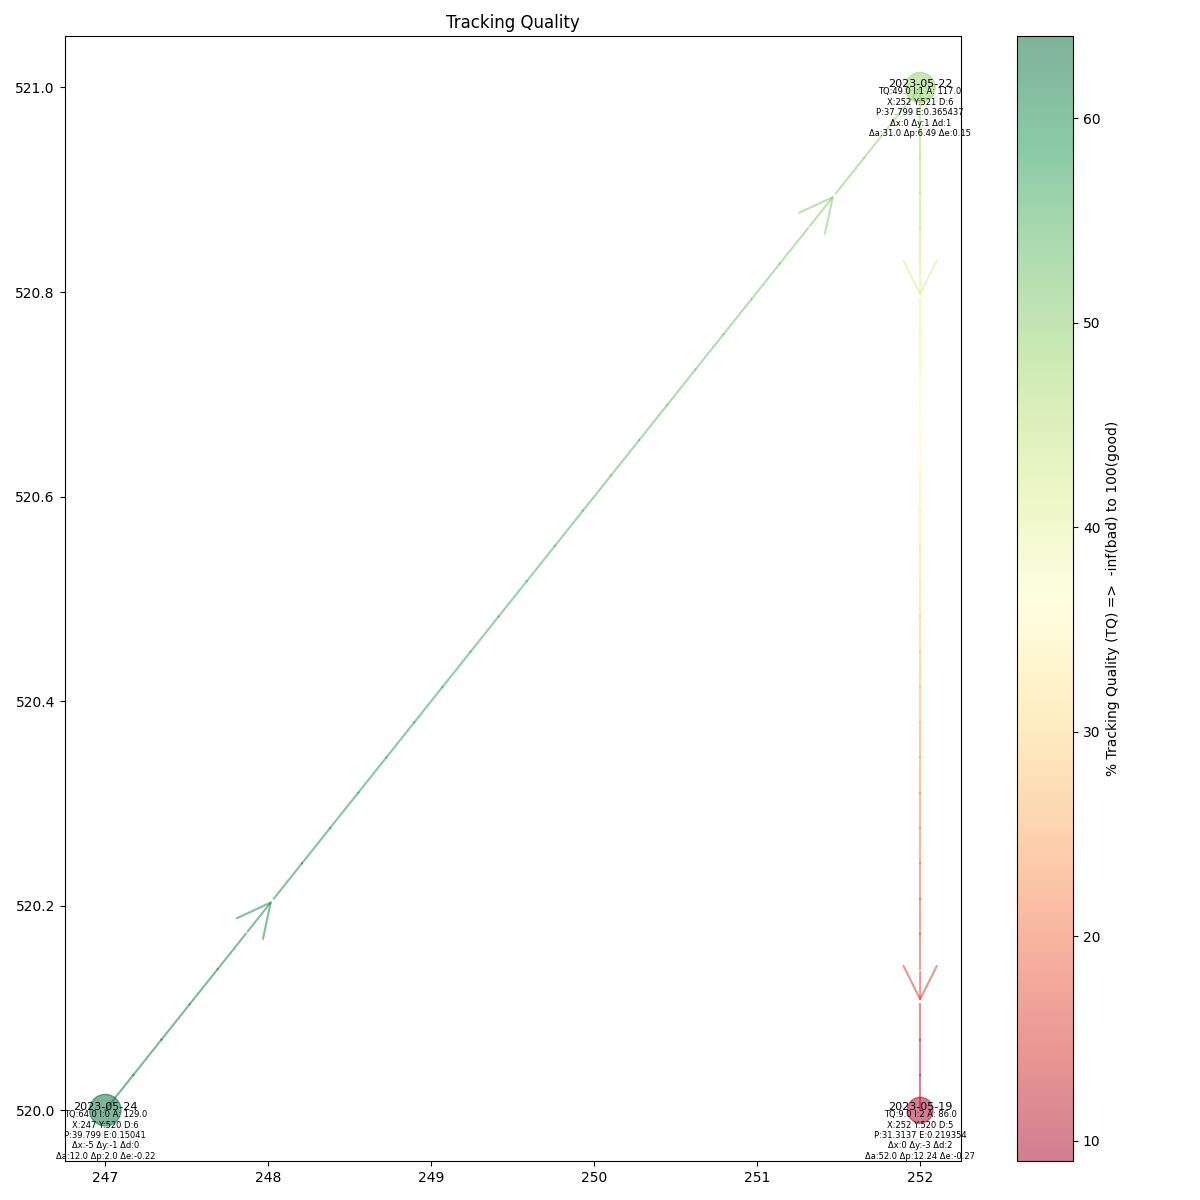 Tracking Quality
521.0
520.8
520.6
520.4
520.2
520.0
2023-05-22
TQ:49.0 I:1 A: 117.0
X:252 Y:521 D:6
P:37.799 E:0.365437
Δx:0 Δy:1 Δd:1
Δa:31.0 Δp:6.49 Δe:0.15
2023-05-24
TQ:64.0 I:0 A: 129.0
X:247 Y:520 D:6
P:39.799 E:0.15041
Δx:-5 Δy:-1 Δd:0
Δa:12.0 Δp:2.0 Δe:-0.22
2023-05-19
TQ:9.0 I:2 A: 86.0
X:252 Y:520 D:5
P:31.3137 E:0.219354
Δx:0 Δy:-3 Δd:2
Δa:52.0 Δp:12.24 Δe:-0.27
247 248 249 250 251 252
60
50
40
30
20
10
% Tracking Quality (TQ) => -inf(bad) to 100(good)